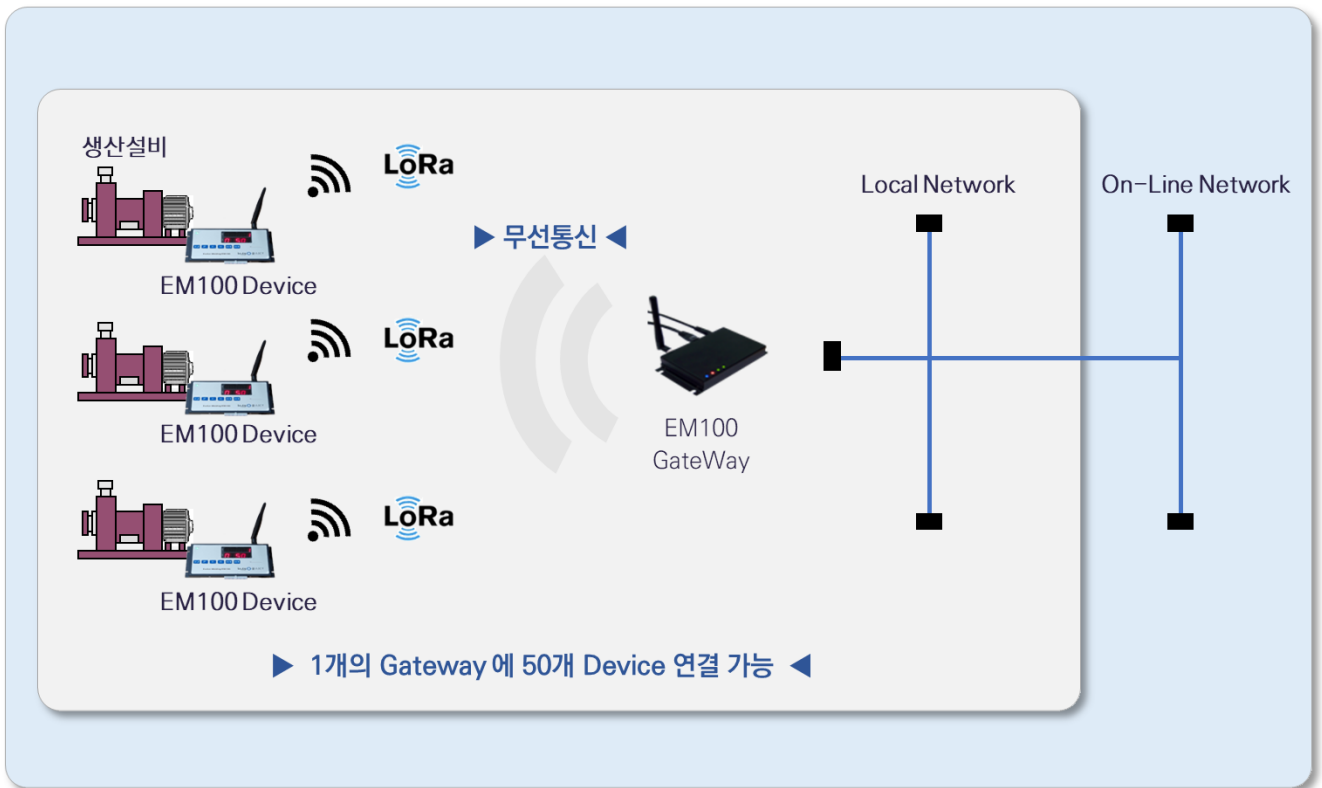 생산설비
LoRa
Local Network
On-Line Network
▶ 무선통신 ◀
EM100 Device
LoRa
EM100 Device
EM100
GateWay
LoRa
EM100 Device
▶ 1개의 Gateway 에 50개 Device 연결 가능 ◀